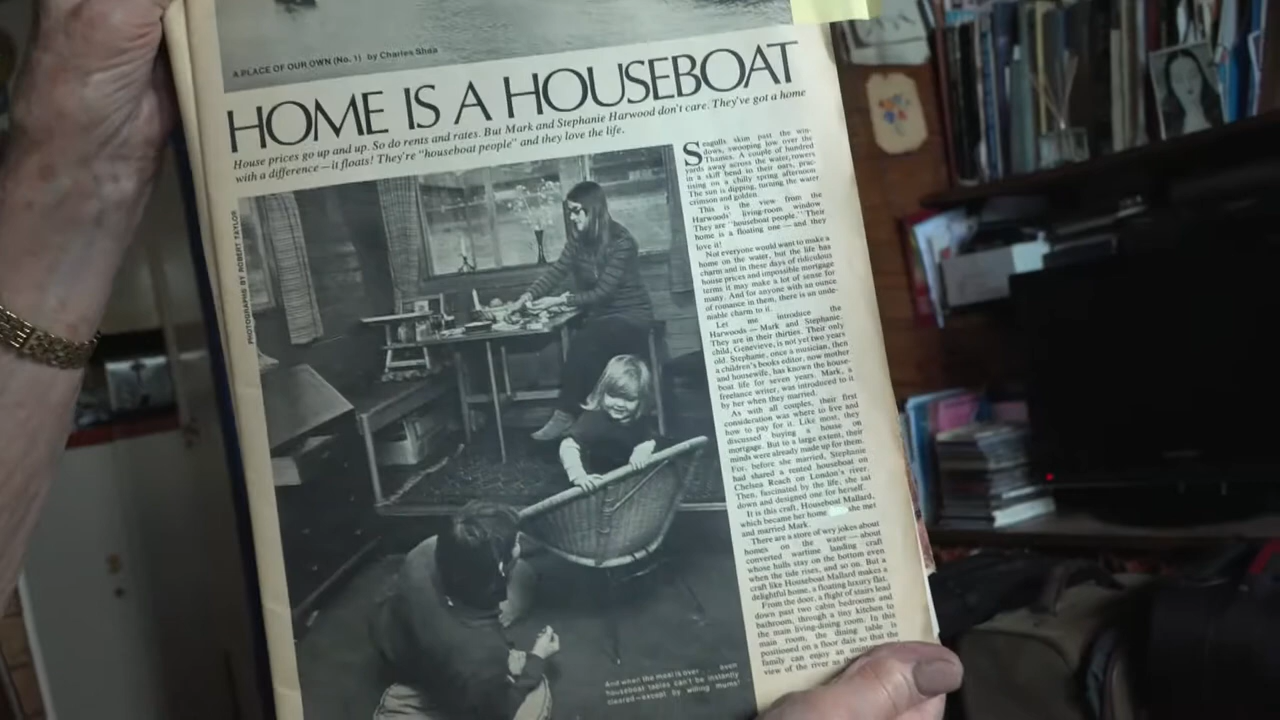 A PLACE OF OUR OWN (No. 1) by Charles Shaa
HOME IS A HOUSEBOAT
House prices go up and up. So do rents and rates. But Mark and Stephanie Harwood don't care. They've got a home
with a difference—it floats! They're "houseboat people" and they love the life.
PHOTOGRAPHS BY ROBERT TAYLOR
Seagulls skim past the win-
dows, swooping low over the
Thames. A couple of hundred
yards away across the water, rowers
in a skiff bend to their oars, prac-
tising on a chilly spring afternoon
The sun is dipping, turning the water
crimson and golden.
This is the view from the
Harwoods' living-room window
They are "houseboat people." Their
home is a floating one — and they
love it!
Not everyone would want to make a
home on the water, but the life has
charm and in these days of ridiculous
house prices and impossible mortgage
terms it may make a lot of sense for
many. And for anyone with an ounce
of romance in them, there is an unde-
niable charm to it.
Let me introduce the
Harwoods — Mark and Stephanie.
They are in their thirties. Their only
child, Genevieve, is not yet two years
old. Stephanie, once a musician, then
a children's books editor, now mother
and housewife, has known the house-
boat life for seven years. Mark, a
freelance writer, was introduced to it
by her when they married.
As with all couples, their first
consideration was where to live and
how to pay for it. Like most, they
discussed buying a house on
mortgage. But to a large extent, their
minds were already made up for them.
For, before she married, Stephanie
had shared a rented houseboat on
Chelsea Reach on London's river.
Then, fascinated by the life, she sat
down and designed one for herself.
It is this craft, Houseboat Mallard,
which became her home she met
and married Mark.
There are a store of wry jokes about
homes on the water — about
converted wartime landing craft
whose hulls stay on the bottom even
when the tide rises, and so on. But a
craft like Houseboat Mallard makes a
delightful home, a floating luxury flat.
From the door, a flight of stairs lead
down past two cabin bedrooms and
bathroom, through a tiny kitchen to
the main living-dining room. In this
main room, the dining table is
positioned on a floor dais so that the
family can enjoy an
view of the river as
And when the meal is over . . . even
houseboat tables can't be instantly
cleared—except by willing mums!